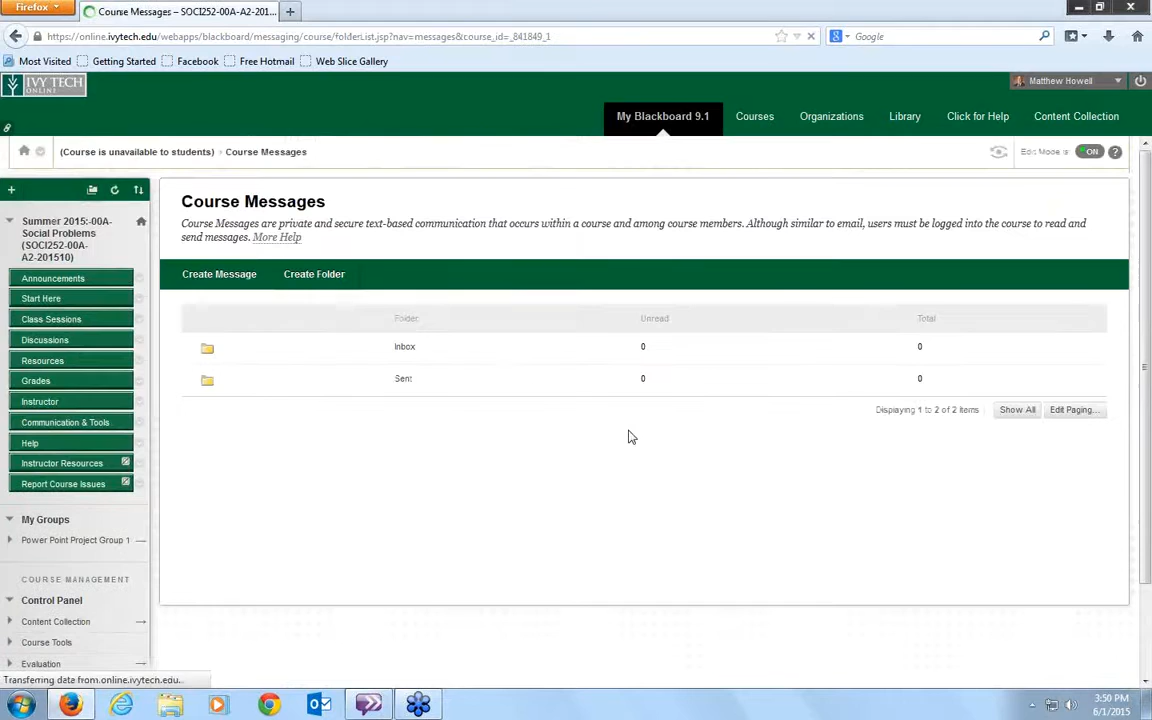 Firefox
Course Messages – SOCI252-00A-A2-201...
https://online.ivytech.edu/webapps/blackboard/messaging/course/folderList.jsp?nav=messages&course_id=_841849_1
Google
Most Visited
Getting Started
Facebook
Free Hotmail
Web Slice Gallery
IVY TECH
ONLINE
Matthew Howell
My Blackboard 9.1
Courses
Organizations
Library
Click for Help
Content Collection
(Course is unavailable to students) > Course Messages
Edit Mode is: ON
Summer 2015:-00A-
Social Problems
(SOCI252-00A-
A2-201510)
Announcements
Start Here
Class Sessions
Discussions
Resources
Grades
Instructor
Communication & Tools
Help
Instructor Resources
Report Course Issues
My Groups
Power Point Project Group 1
COURSE MANAGEMENT
Control Panel
Content Collection
Course Tools
Evaluation
Course Messages
Course Messages are private and secure text-based communication that occurs within a course and among course members. Although similar to email, users must be logged into the course to read and
send messages. More Help
Create Message
Create Folder
Folder
Unread
Total
Inbox 0 0
Sent 0 0
Displaying 1 to 2 of 2 items
Show All
Edit Paging...
Transferring data from online.ivytech.edu...
3:50 PM
6/1/2015